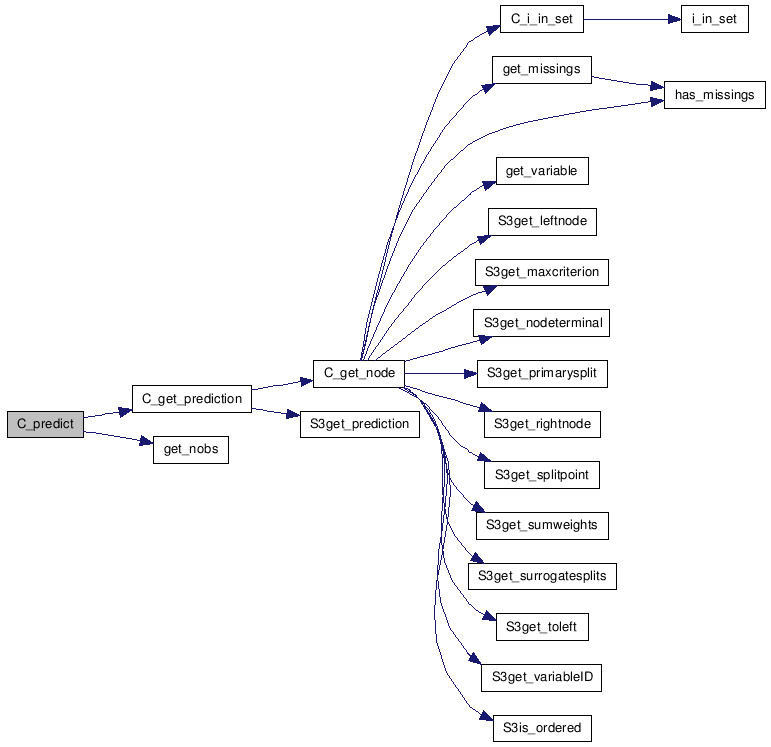 C_i_in_set
i_in_set
get_missings
has_missings
get_variable
S3get_leftnode
S3get_maxcriterion
S3get_nodeterminal
C_get_node
S3get_primarysplit
C_get_prediction
C_predict
S3get_prediction
S3get_rightnode
get_nobs
S3get_splitpoint
S3get_sumweights
S3get_surrogatesplits
S3get_toleft
S3get_variableID
S3is_ordered